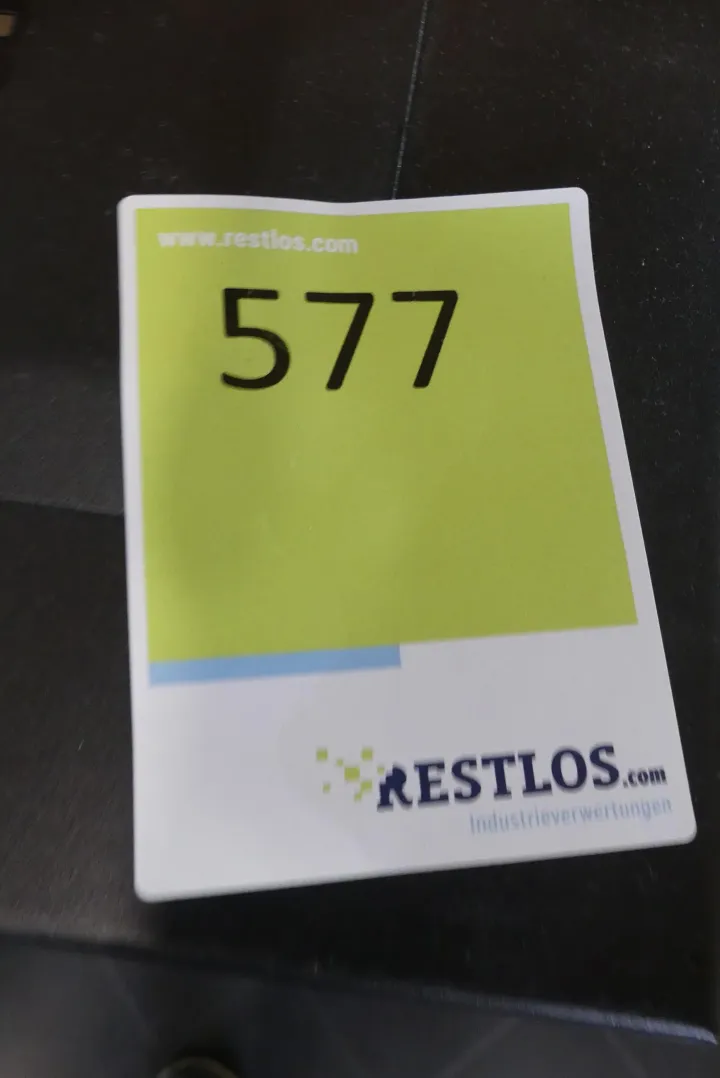 www.restlos.com
577
RESTLOS.com
Industrieverwertungen